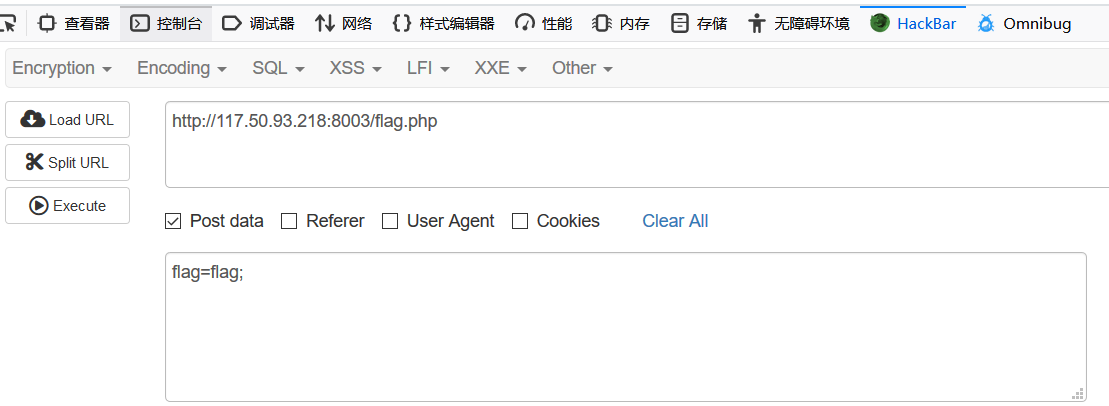 查看器 控制台 调试器 网络 样式编辑器 性能 内存 存储 无障碍环境 HackBar Omnibug
Encryption Encoding SQL XSS LFI XXE Other
Load URL
http://117.50.93.218:8003/flag.php
Split URL
Execute
Post data Referer User Agent Cookies Clear All
flag=flag;